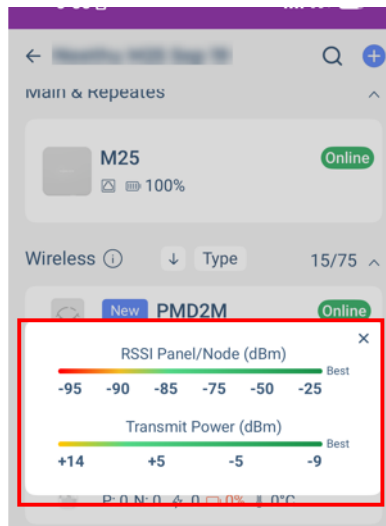 Main & Repeates
M25
Online
100%
Wireless
Type
15/75
New
PMD2M
Online
RSSI Panel/Node (dBm)
Best
-95 -90 -85 -75 -50 -25
Transmit Power (dBm)
Best
+14 +5 -5 -9
P: 0 N: 0 0 0% 0°C